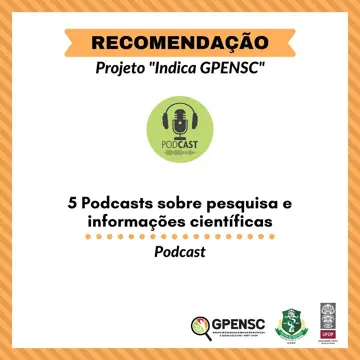 RECOMENDAÇÃO
Projeto "Indica GPENSC"
PODCAST
5 Podcasts sobre pesquisa e
informações científicas
Podcast
GPENSC
UFOP